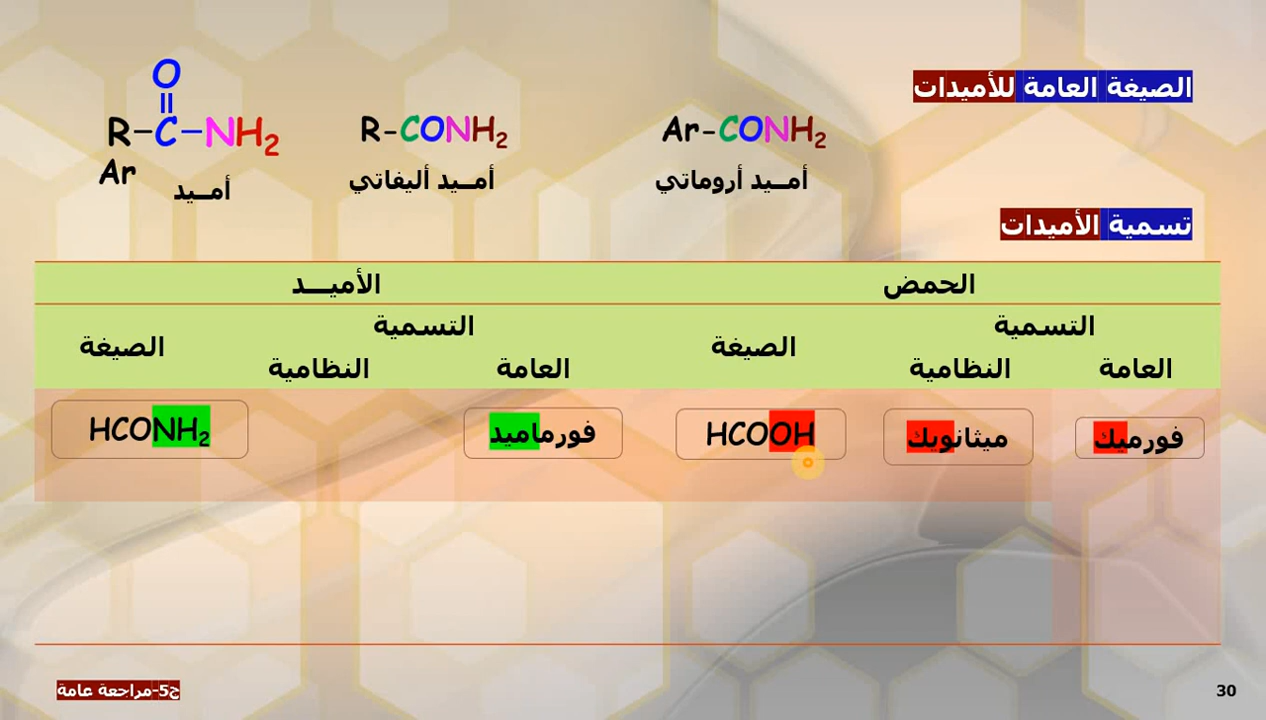 الصيغة العامة للأميدات
O
||
R–C–NH2
Ar
أمــيد
R-CONH2
أمــيد أليفاتي
Ar-CONH2
أمــيد أروماتي
تسمية الأميدات
الحمض
الأميـــد
التسمية
الصيغة
التسمية
الصيغة
العامة
النظامية
العامة
النظامية
فورميك
ميثانويك
HCOOH
فورماميد
HCONH2
ج5-مراجعة عامة
30